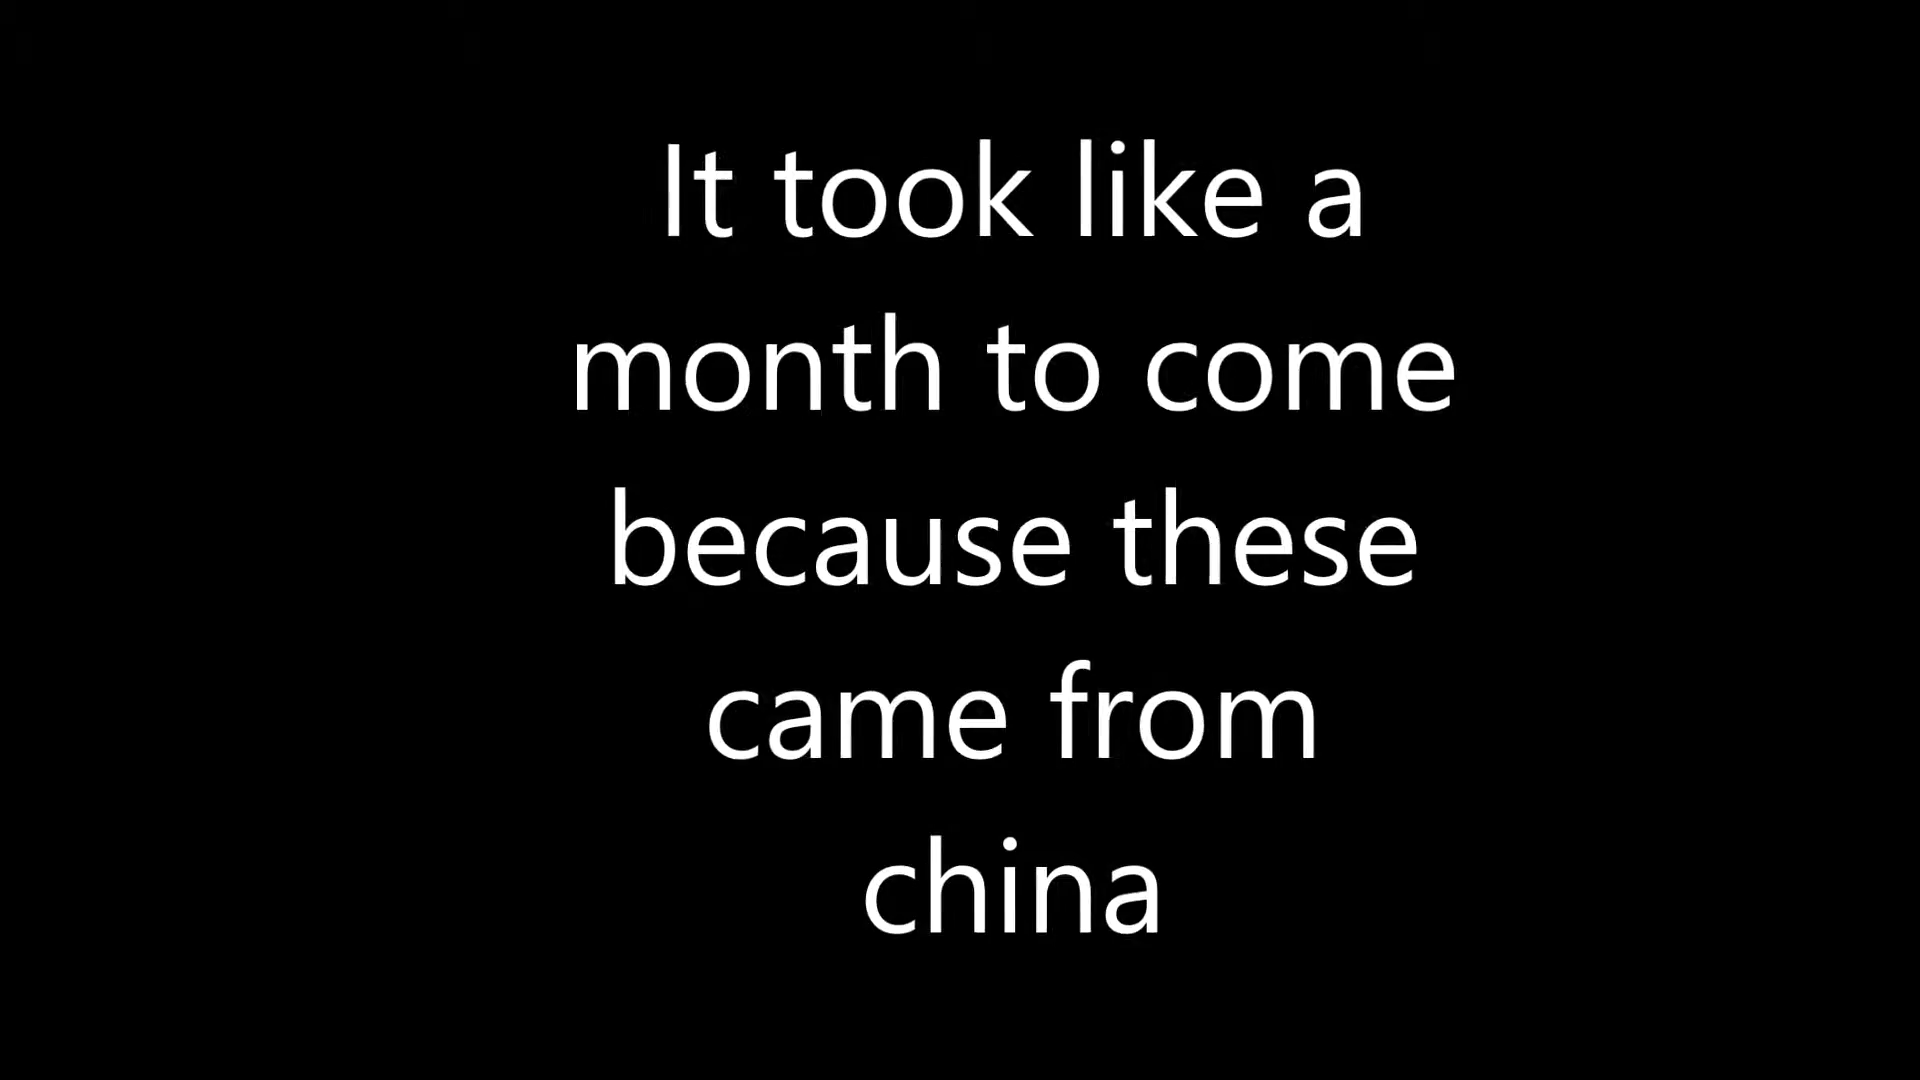 It took like a
month to come
because these
came from
china